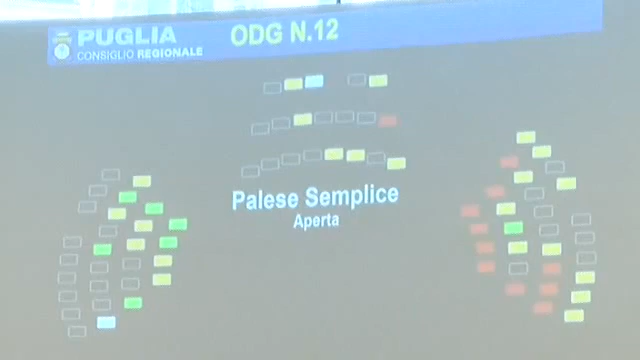 PUGLIA
CONSIGLIO REGIONALE
ODG N.12
Palese Semplice
Aperta